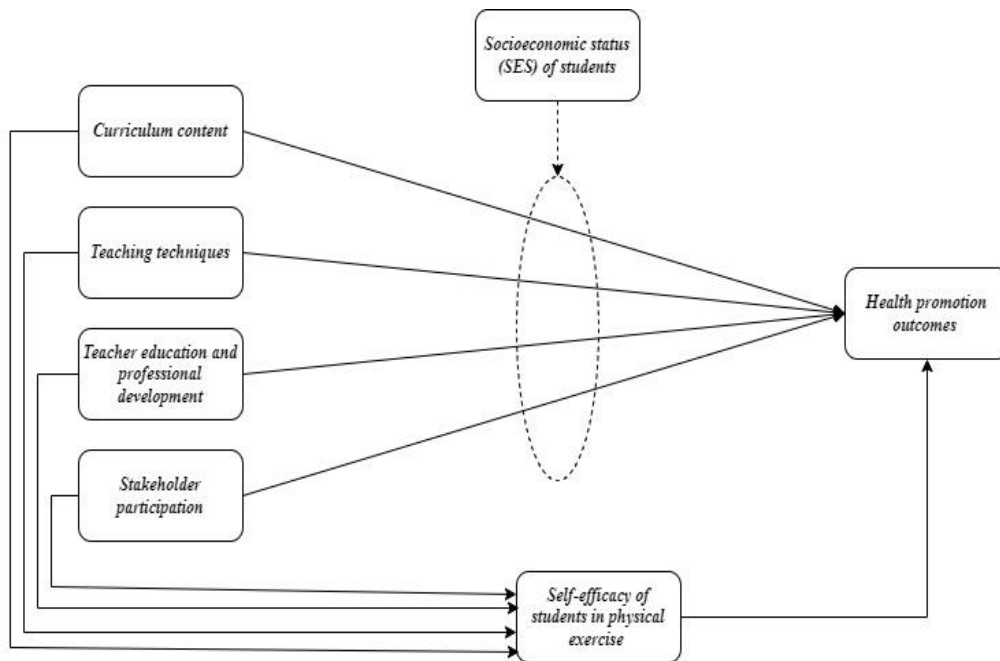 Socioeconomic status
(SES) of students
Curriculum content
Teaching techniques
Teacher education and
professional
development
Stakeholder
participation
Health promotion
outcomes
Self-efficacy of
students in physical
exercise